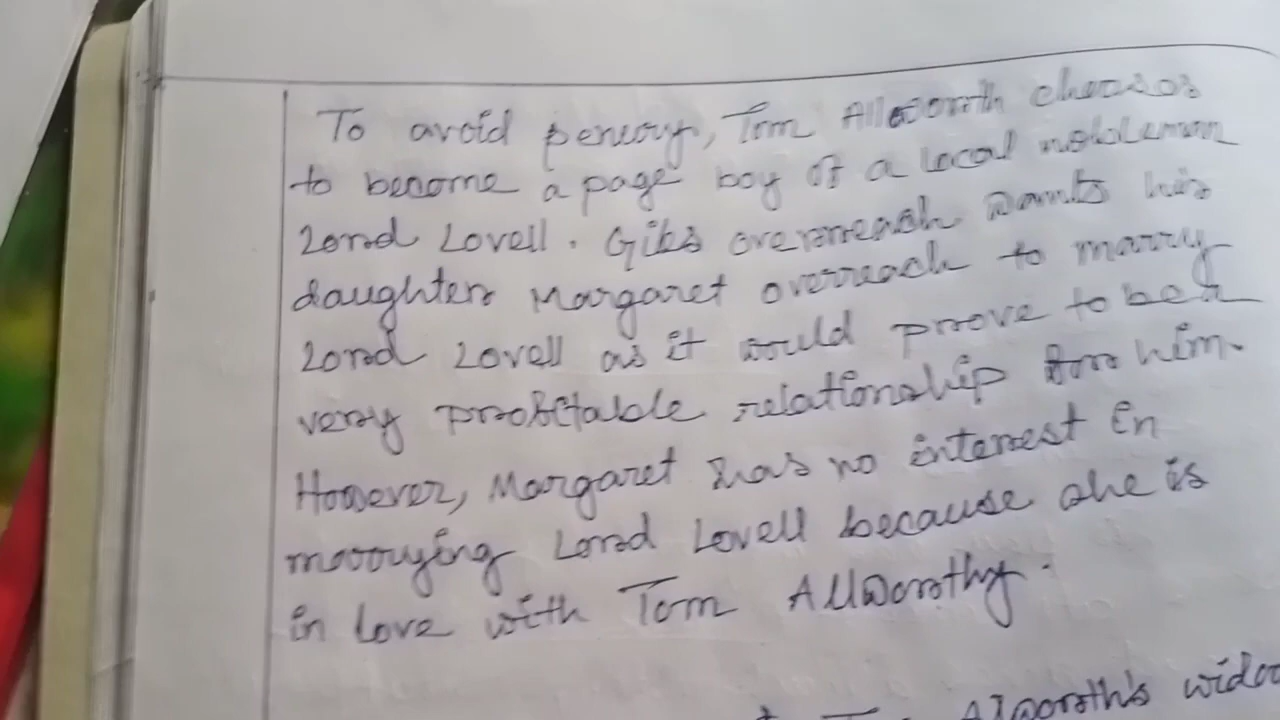 To avoid penury, Tom Allworth chooses
to become a page boy of a local nobleman
Lord Lovell. Giles overreach wants his
daughter Margaret overreach to marry
Lord Lovell as it would prove to be a
very profitable relationship for him.
However, Margaret has no interest in
marrying Lord Lovell because she is
in love with Tom Allworthy.
Allworth's widow